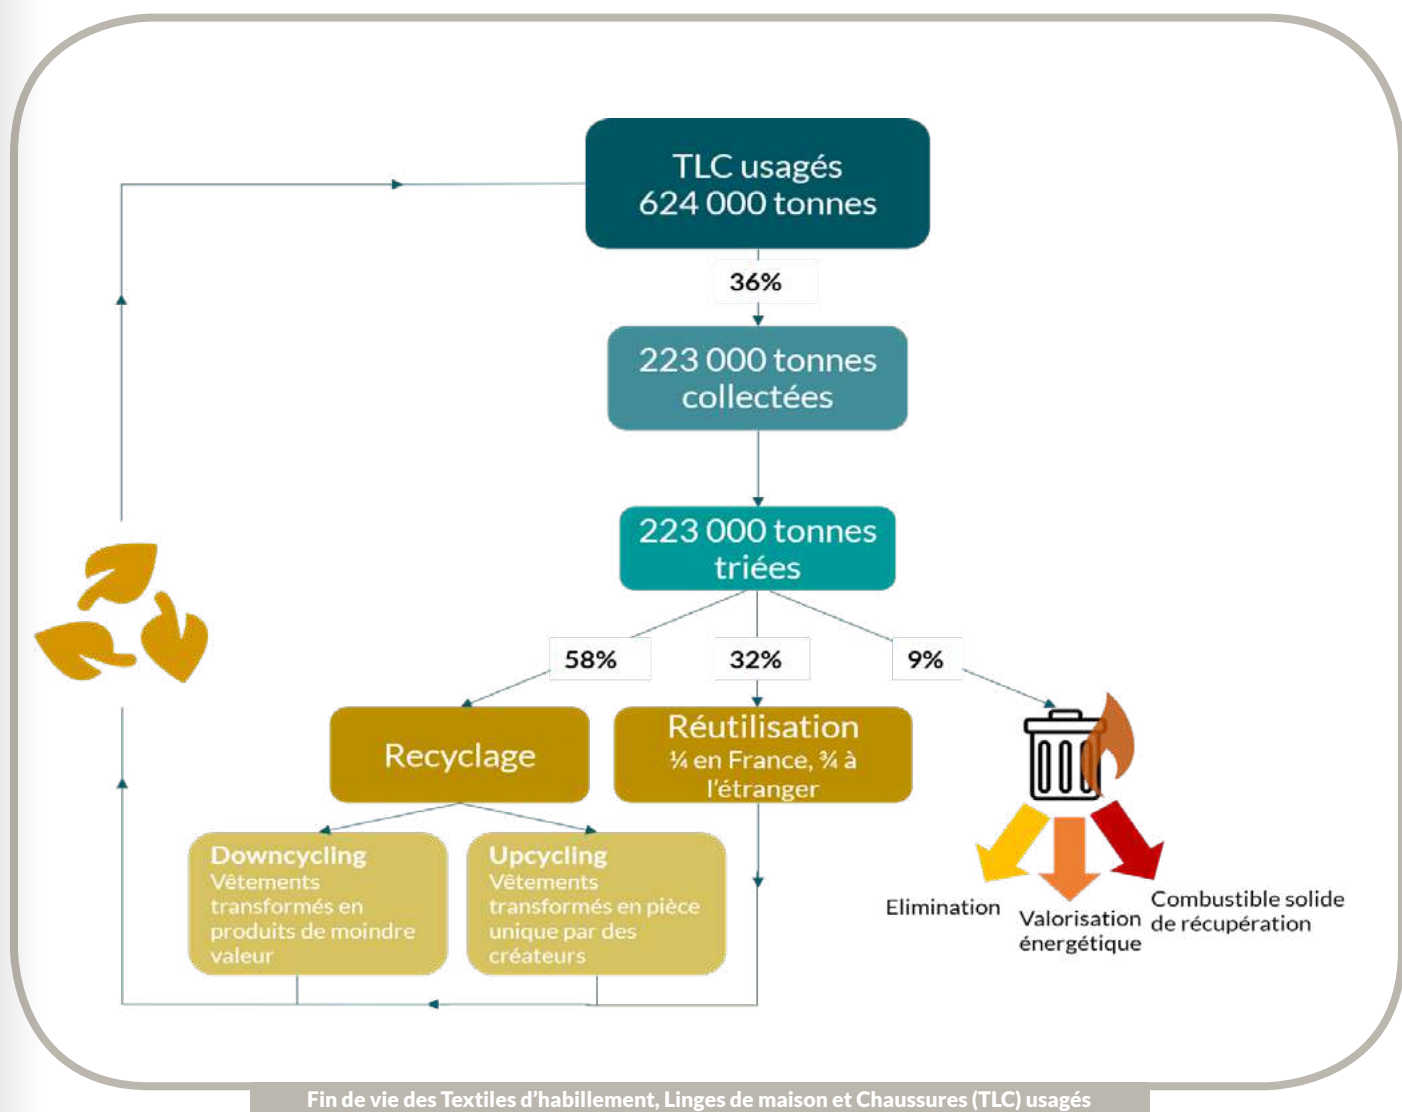 TLC usagés
624 000 tonnes
36%
223 000 tonnes
collectées
223 000 tonnes
triées
58%
32%
9%
Recyclage
Réutilisation
¼ en France, ¾ à
l'étranger
Downcycling
Vêtements
transformés en
produits de moindre
valeur
Upcycling
Vêtements
transformés en pièce
unique par des
créateurs
Elimination
Valorisation
énergétique
Combustible solide
de récupération
Fin de vie des Textiles d'habillement, Linges de maison et Chaussures (TLC) usagés